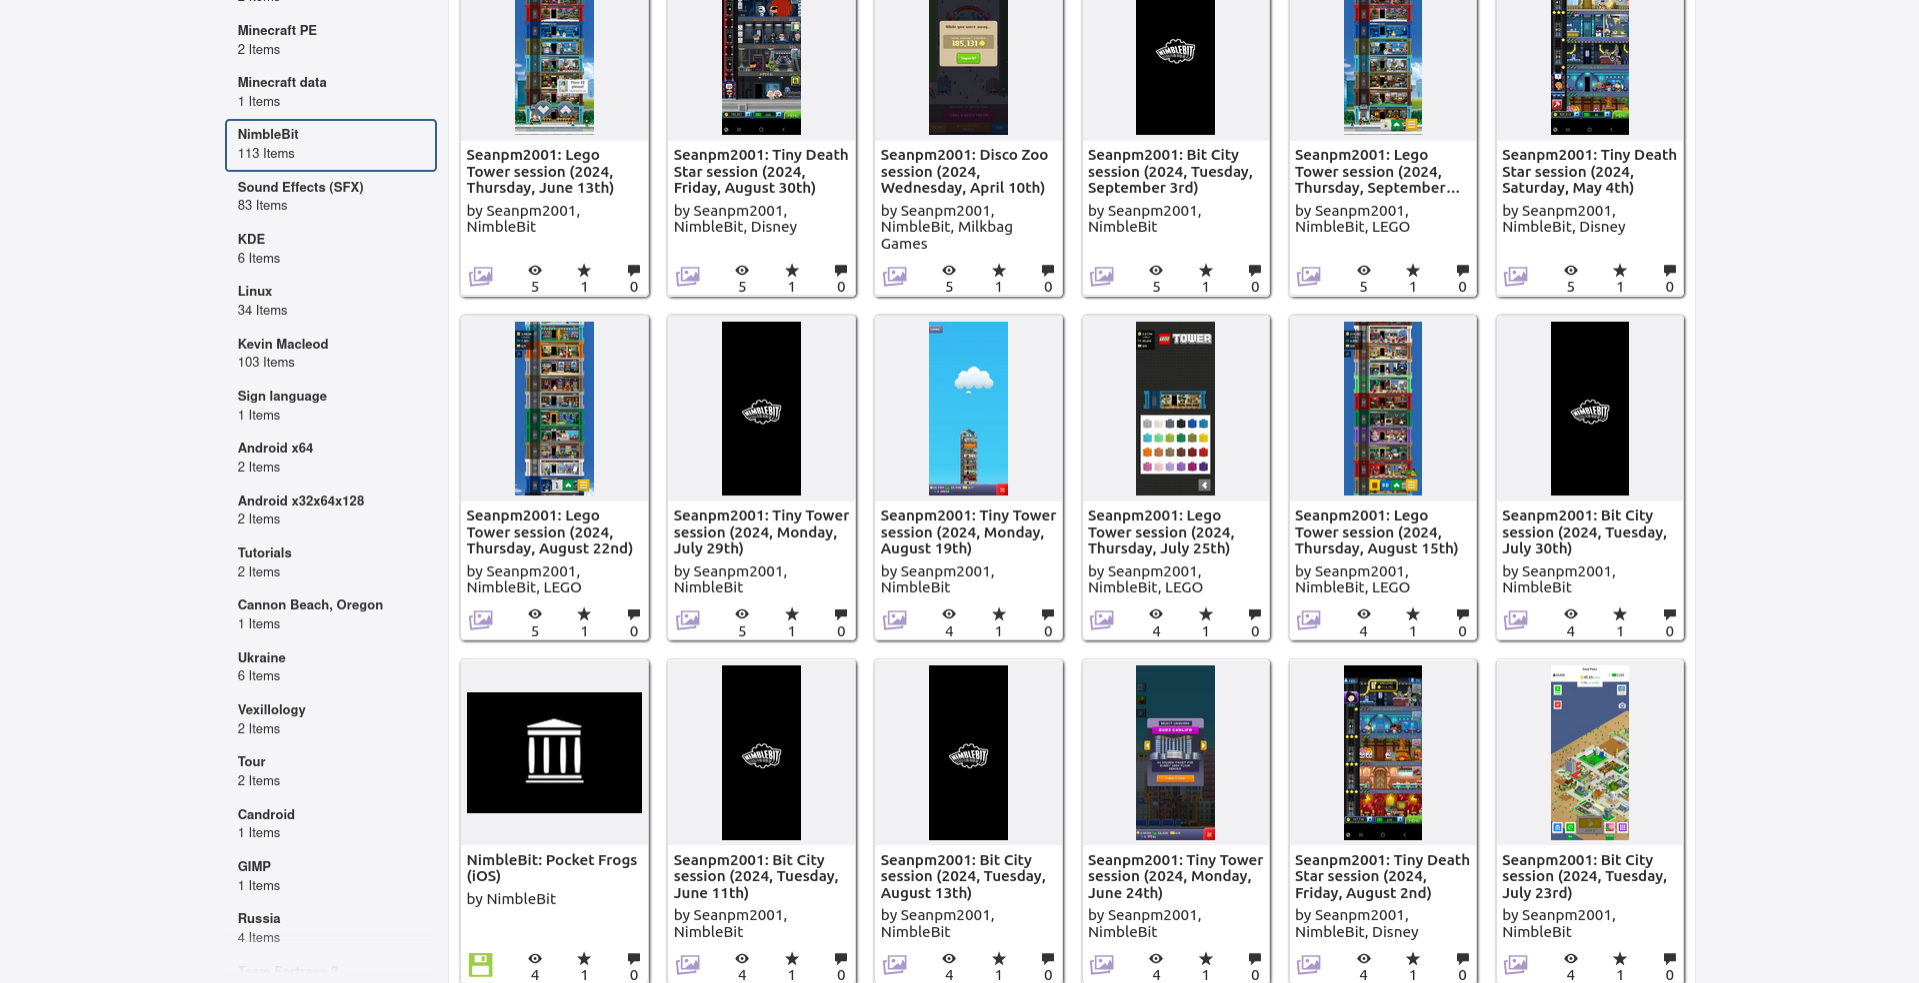 Minecraft PE
2 Items
Minecraft data
1 Items
NimbleBit
113 Items
Sound Effects (SFX)
83 Items
KDE
6 Items
Linux
34 Items
Kevin Macleod
103 Items
Sign language
1 Items
Android x64
2 Items
Android x32x64x128
2 Items
Tutorials
2 Items
Cannon Beach, Oregon
1 Items
Ukraine
6 Items
Vexillology
2 Items
Tour
2 Items
Candroid
1 Items
GIMP
1 Items
Russia
4 Items
185,131
NIMBLEBIT
Seanpm2001: Lego
Tower session (2024,
Thursday, June 13th)
by Seanpm2001,
NimbleBit
5 1 0
Seanpm2001: Tiny Death
Star session (2024,
Friday, August 30th)
by Seanpm2001,
NimbleBit, Disney
5 1 0
Seanpm2001: Disco Zoo
session (2024,
Wednesday, April 10th)
by Seanpm2001,
NimbleBit, Milkbag
Games
5 1 0
Seanpm2001: Bit City
session (2024, Tuesday,
September 3rd)
by Seanpm2001,
NimbleBit
5 1 0
Seanpm2001: Lego
Tower session (2024,
Thursday, September...
by Seanpm2001,
NimbleBit, LEGO
5 1 0
Seanpm2001: Tiny Death
Star session (2024,
Saturday, May 4th)
by Seanpm2001,
NimbleBit, Disney
5 1 0
Seanpm2001: Lego
Tower session (2024,
Thursday, August 22nd)
by Seanpm2001,
NimbleBit, LEGO
5 1 0
NIMBLEBIT
Seanpm2001: Tiny Tower
session (2024, Monday,
July 29th)
by Seanpm2001,
NimbleBit
5 1 0
Seanpm2001: Tiny Tower
session (2024, Monday,
August 19th)
by Seanpm2001,
NimbleBit
4 1 0
LEGO TOWER
Seanpm2001: Lego
Tower session (2024,
Thursday, July 25th)
by Seanpm2001,
NimbleBit, LEGO
4 1 0
Seanpm2001: Lego
Tower session (2024,
Thursday, August 15th)
by Seanpm2001,
NimbleBit, LEGO
4 1 0
NIMBLEBIT
Seanpm2001: Bit City
session (2024, Tuesday,
July 30th)
by Seanpm2001,
NimbleBit
4 1 0
NimbleBit: Pocket Frogs
(iOS)
by NimbleBit
4 1 0
NIMBLEBIT
Seanpm2001: Bit City
session (2024, Tuesday,
June 11th)
by Seanpm2001,
NimbleBit
4 1 0
NIMBLEBIT
Seanpm2001: Bit City
session (2024, Tuesday,
August 13th)
by Seanpm2001,
NimbleBit
4 1 0
Seanpm2001: Tiny Tower
session (2024, Monday,
June 24th)
by Seanpm2001,
NimbleBit
4 1 0
Seanpm2001: Tiny Death
Star session (2024,
Friday, August 2nd)
by Seanpm2001,
NimbleBit, Disney
4 1 0
Seanpm2001: Bit City
session (2024, Tuesday,
July 23rd)
by Seanpm2001,
NimbleBit
4 1 0